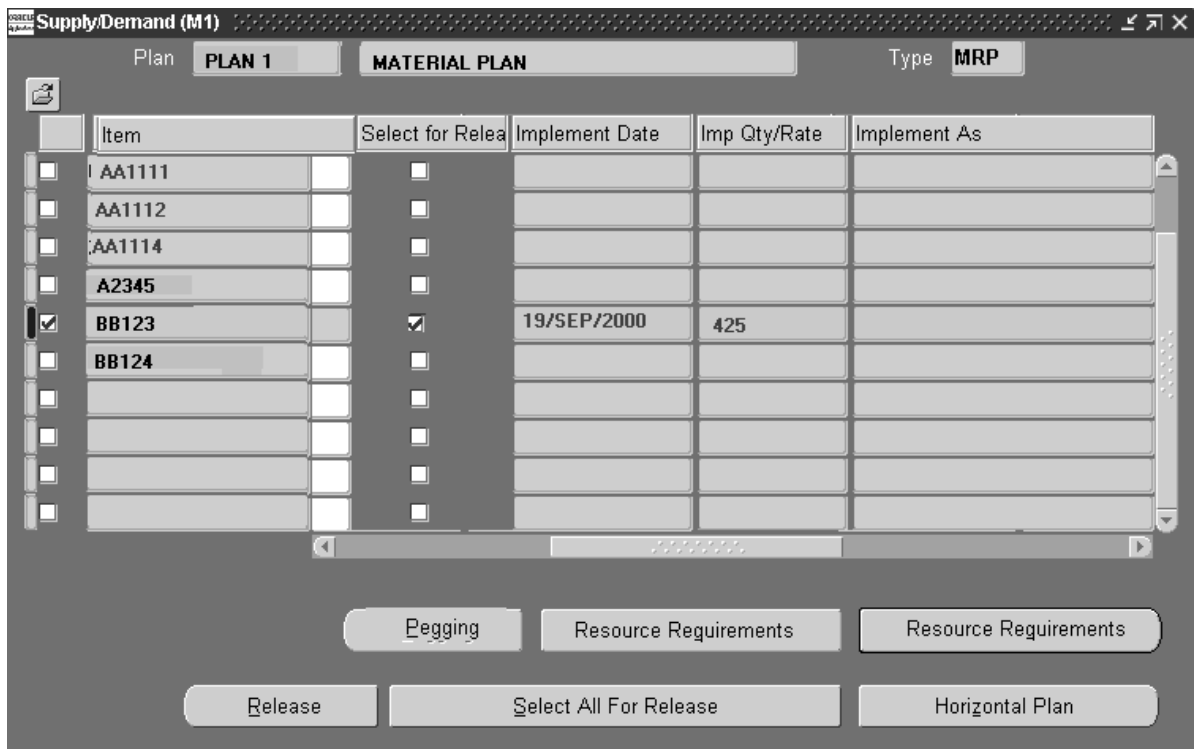 ORACLE Supply/Demand (M1)
Plan PLAN 1 MATERIAL PLAN Type MRP
Item Select for Relea Implement Date Imp Qty/Rate Implement As
AA1111
AA1112
AA1114
A2345
BB123 19/SEP/2000 425
BB124
Pegging Resource Requirements Resource Requirements
Release Select All For Release Horizontal Plan